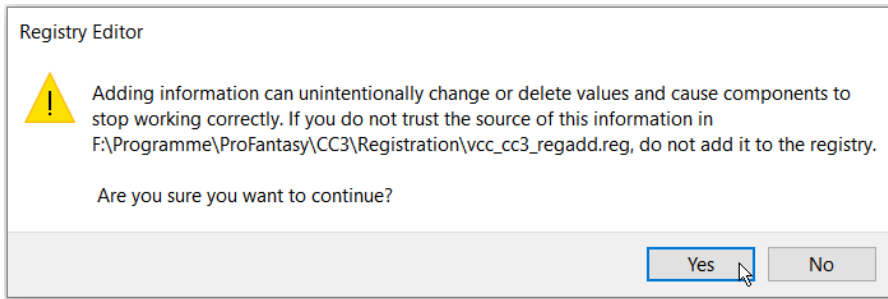 Registry Editor
Adding information can unintentionally change or delete values and cause components to
stop working correctly. If you do not trust the source of this information in
F:\Programme\ProFantasy\CC3\Registration\vcc_cc3_regadd.reg, do not add it to the registry.
Are you sure you want to continue?
Yes No